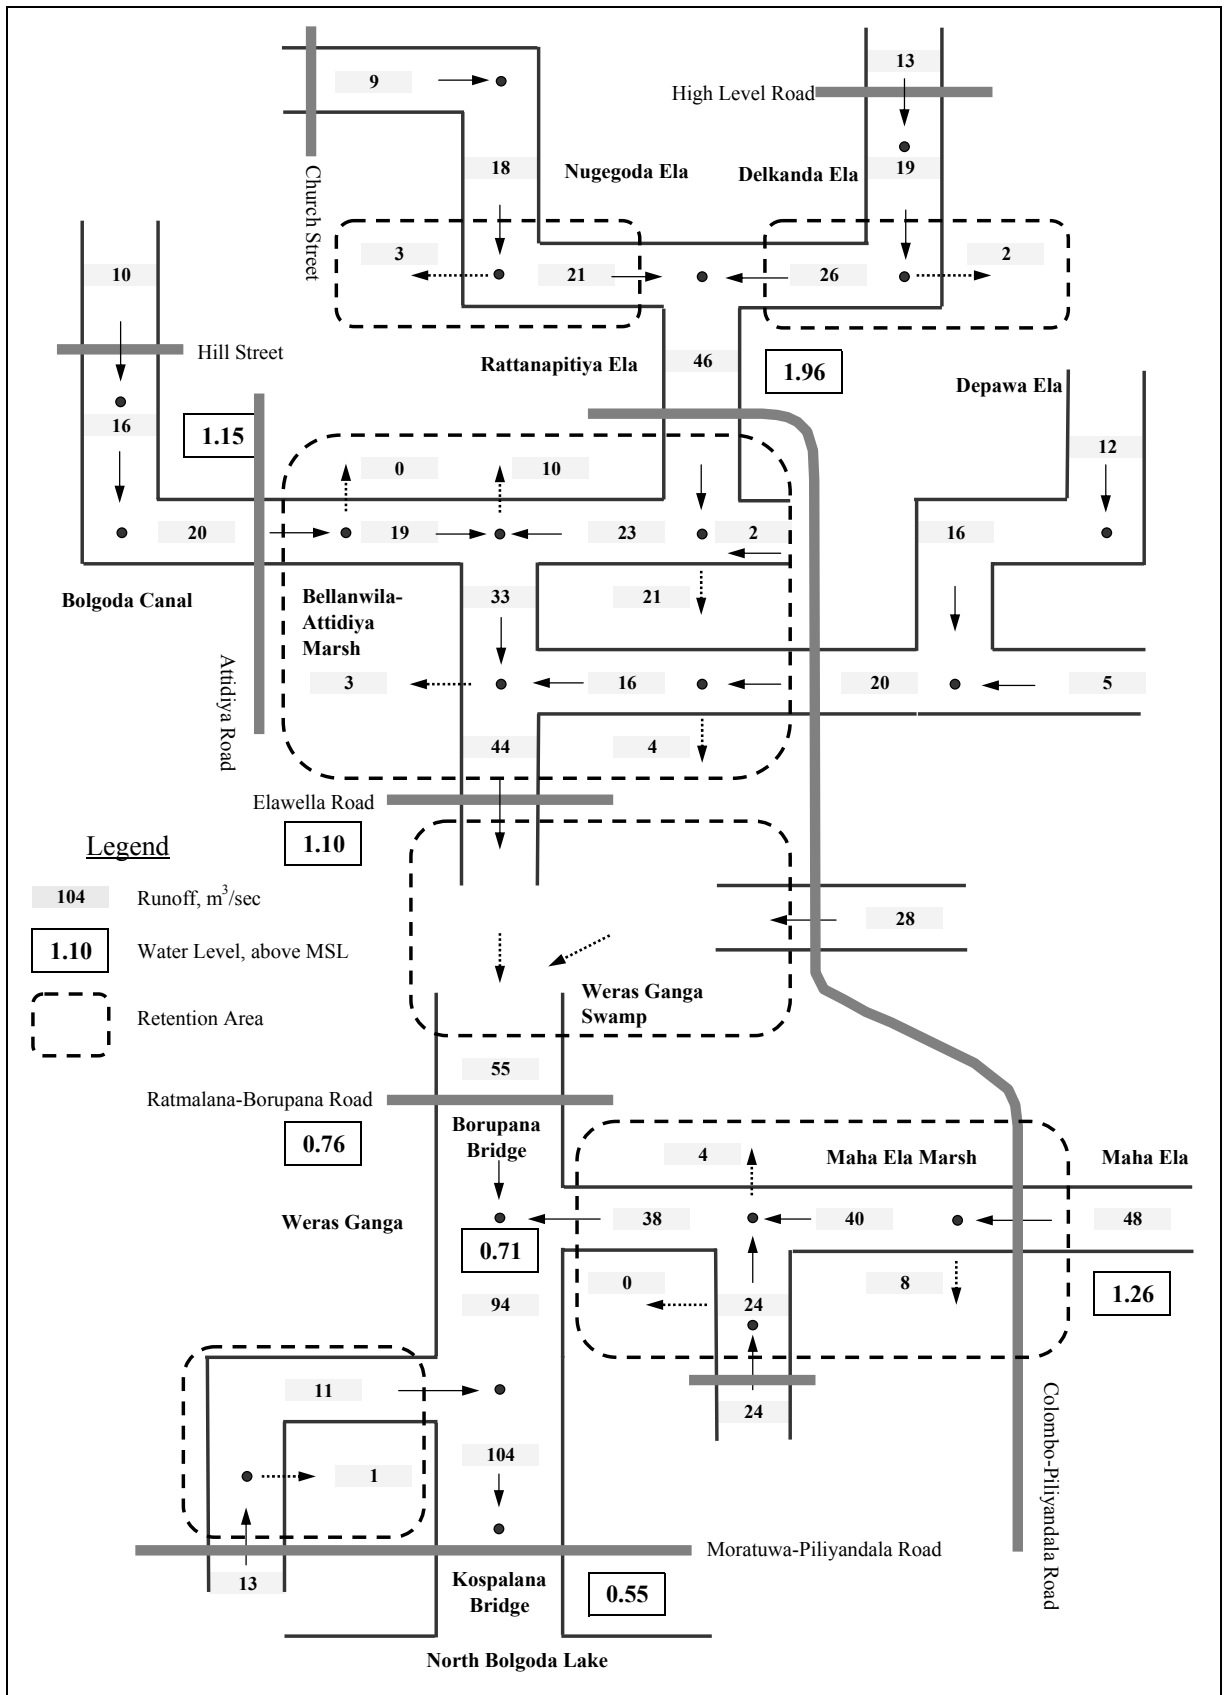 9
13
High Level Road
18
Nugegoda Ela
Delkanda Ela
19
Church Street
3
21
26
2
10
Hill Street
Rattanapitiya Ela
46
1.96
Depawa Ela
16
1.15
12
0
10
20
19
23
2
16
Bolgoda Canal
Bellanwila-
Attidiya
Marsh
33
21
Attidiya Road
3
16
20
5
44
4
Elawella Road
1.10
Legend
104
Runoff, m³/sec
28
1.10
Water Level, above MSL
Weras Ganga
Swamp
Retention Area
55
Ratmalana-Borupana Road
0.76
Borupana
Bridge
4
Maha Ela Marsh
Maha Ela
Weras Ganga
38
40
48
0.71
0
8
1.26
94
24
11
24
Colombo-Piliyandala Road
104
1
Moratuwa-Piliyandala Road
13
Kospalana
Bridge
0.55
North Bolgoda Lake